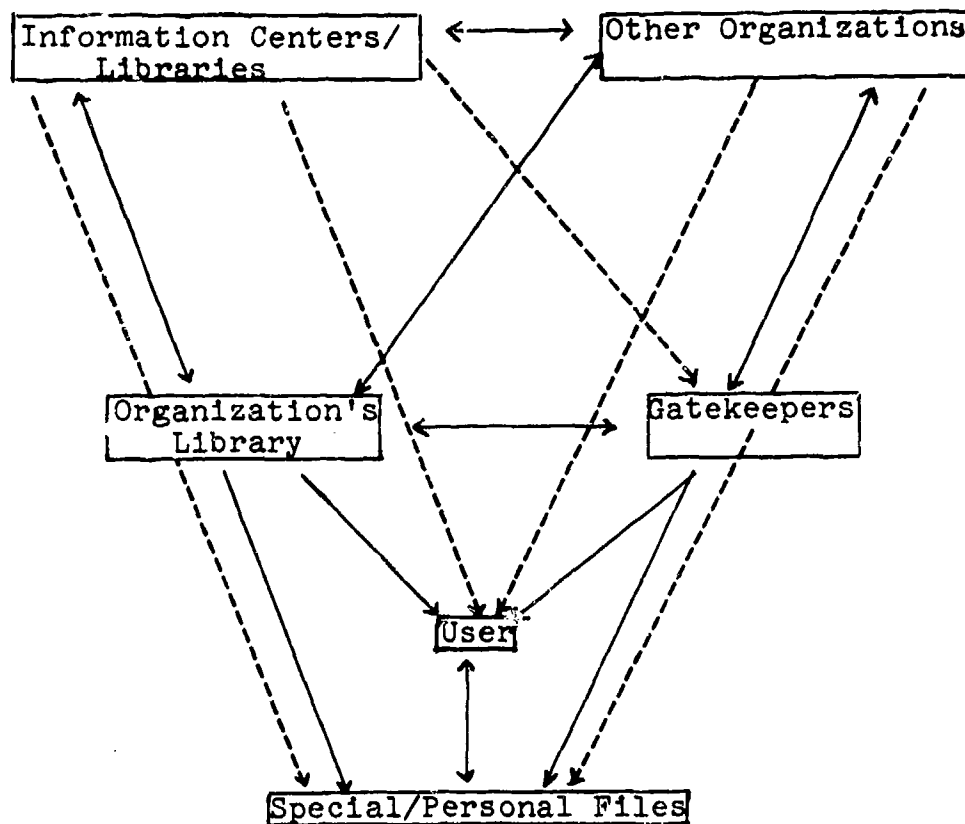 Information Centers/
Libraries
Other Organizations
Organization's
Library
Gatekeepers
User
Special/Personal Files